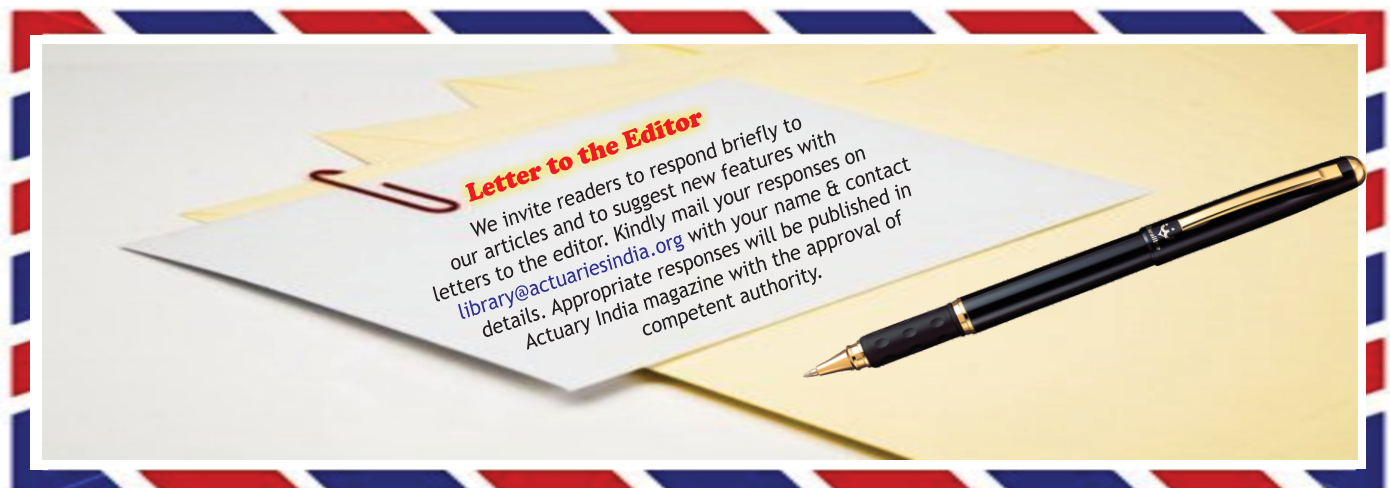 Letter to the Editor
We invite readers to respond briefly to
our articles and to suggest new features with
letters to the editor. Kindly mail your responses on
library@actuariesindia.org with your name & contact
details. Appropriate responses will be published in
Actuary India magazine with the approval of
competent authority.